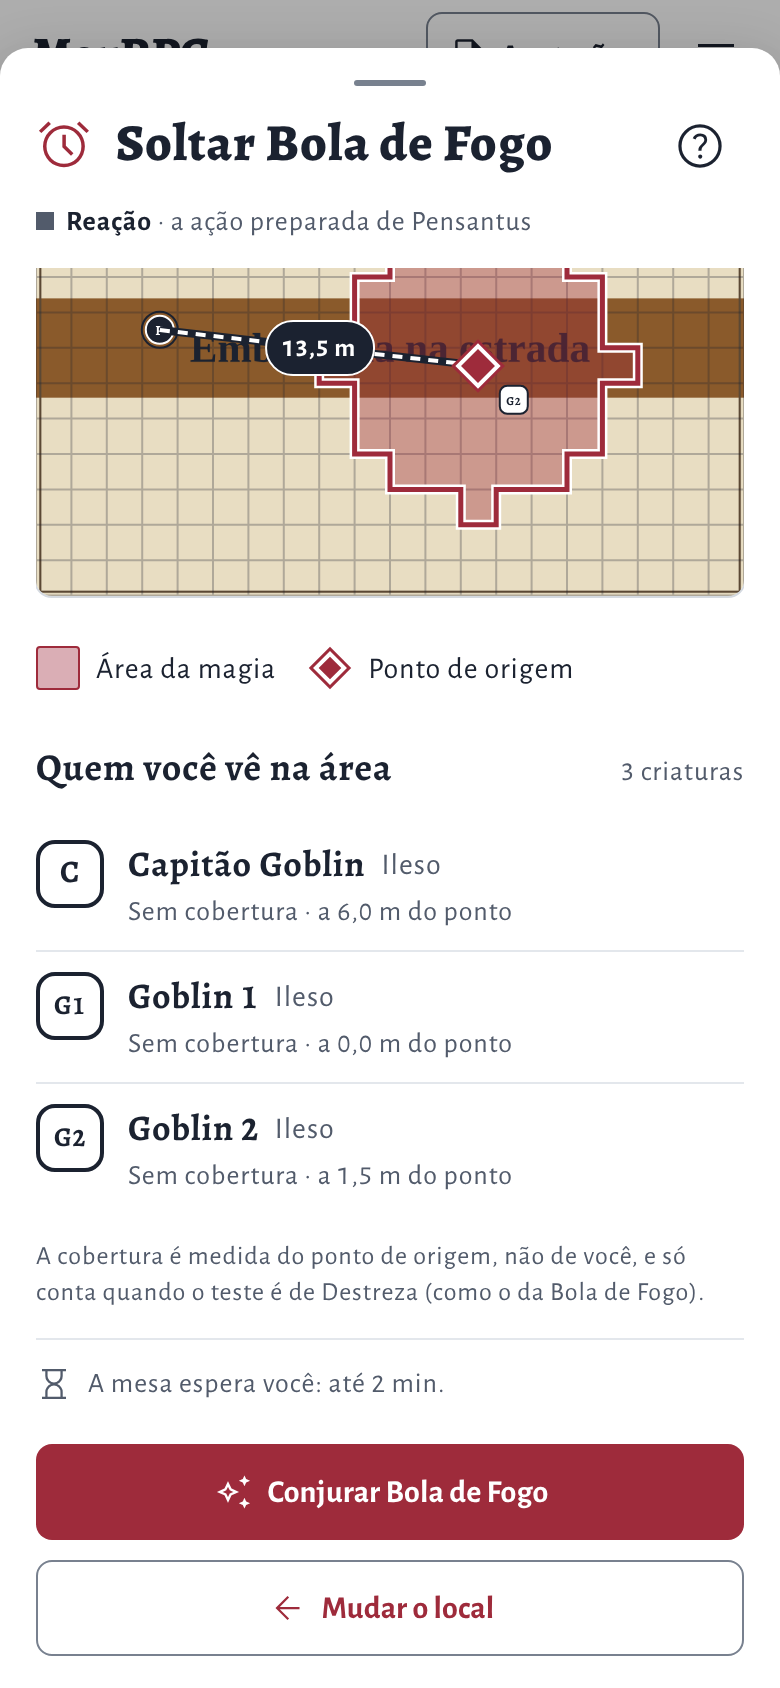 Soltar Bola de Fogo
Reação · a ação preparada de Pensantus
13,5 m
na estrada
G2
Área da magia
Ponto de origem
Quem você vê na área
3 criaturas
C
Capitão Goblin Ileso
Sem cobertura · a 6,0 m do ponto
G1
Goblin 1 Ileso
Sem cobertura · a 0,0 m do ponto
G2
Goblin 2 Ileso
Sem cobertura · a 1,5 m do ponto
A cobertura é medida do ponto de origem, não de você, e só
conta quando o teste é de Destreza (como o da Bola de Fogo).
A mesa espera você: até 2 min.
Conjurar Bola de Fogo
Mudar o local